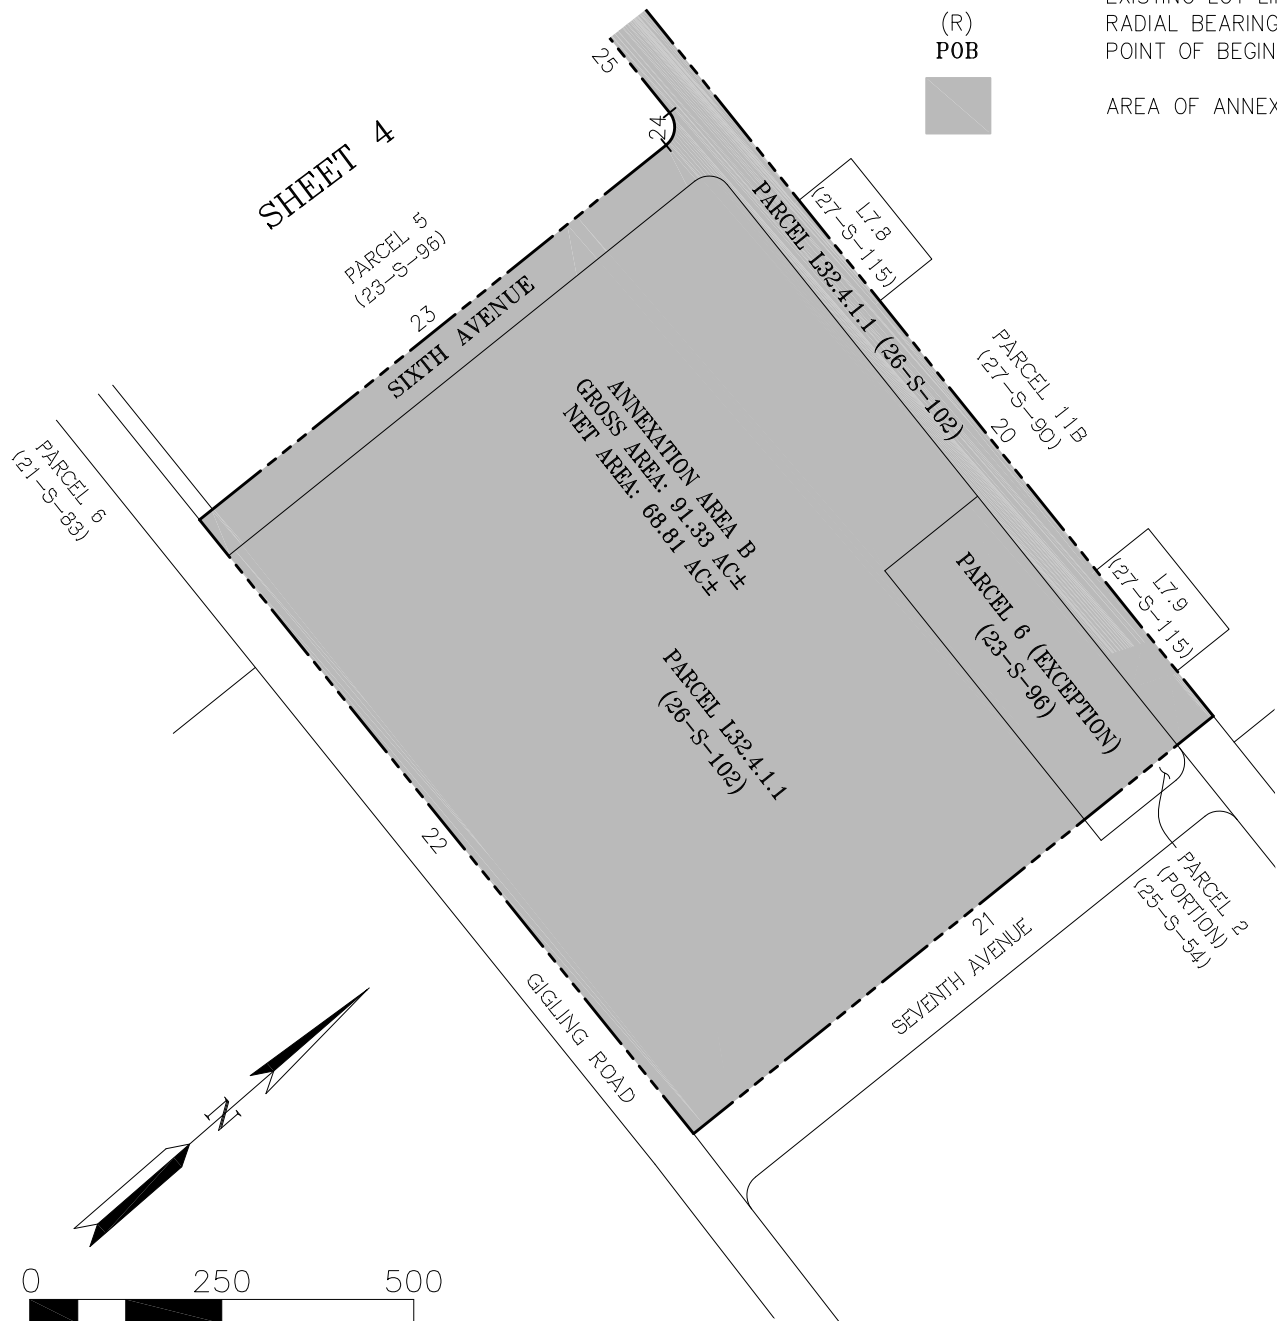 RADIAL BEARING
(R)
POB
POINT OF BEGIN
AREA OF ANNEX
25
24
SHEET 4
PARCEL 5
(23-S-96)
23
SIXTH AVENUE
PARCEL L32.4.1.1 (26-S-102)
L7.8
(27-S-115)
PARCEL 11B
(27-S-90)
20
PARCEL 6
(21-S-83)
ANNEXATION AREA B
GROSS AREA: 91.33 AC±
NET AREA: 68.81 AC±
L7.9
(27-S-115)
PARCEL 6 (EXCEPTION)
(23-S-96)
PARCEL L32.4.1.1
(26-S-102)
22
21
SEVENTH AVENUE
PARCEL 2
(PORTION)
(25-S-54)
GIGLING ROAD
N
0 250 500